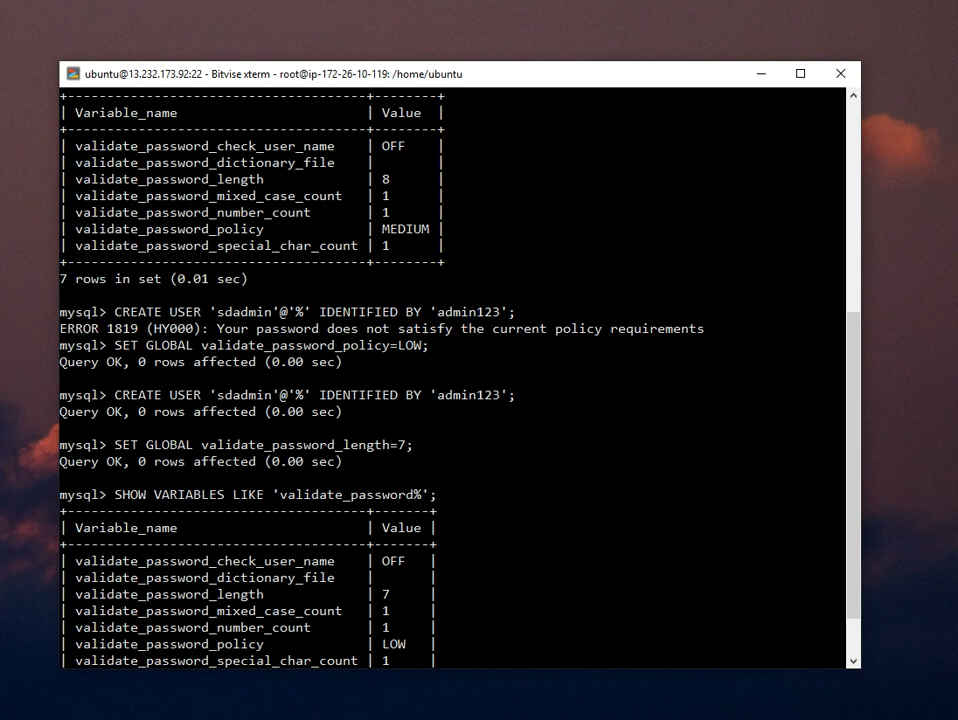 ubuntu@13.232.173.92:22 - Bitvise xterm - root@ip-172-26-10-119: /home/ubuntu
+--------------------------------------+--------+
| Variable_name                        | Value  |
+--------------------------------------+--------+
| validate_password_check_user_name    | OFF    |
| validate_password_dictionary_file    |        |
| validate_password_length             | 8      |
| validate_password_mixed_case_count   | 1      |
| validate_password_number_count       | 1      |
| validate_password_policy             | MEDIUM |
| validate_password_special_char_count | 1      |
+--------------------------------------+--------+
7 rows in set (0.01 sec)
mysql> CREATE USER 'sdadmin'@'%' IDENTIFIED BY 'admin123';
ERROR 1819 (HY000): Your password does not satisfy the current policy requirements
mysql> SET GLOBAL validate_password_policy=LOW;
Query OK, 0 rows affected (0.00 sec)
mysql> CREATE USER 'sdadmin'@'%' IDENTIFIED BY 'admin123';
Query OK, 0 rows affected (0.00 sec)
mysql> SET GLOBAL validate_password_length=7;
Query OK, 0 rows affected (0.00 sec)
mysql> SHOW VARIABLES LIKE 'validate_password%';
+--------------------------------------+-------+
| Variable_name                        | Value |
+--------------------------------------+-------+
| validate_password_check_user_name    | OFF   |
| validate_password_dictionary_file    |       |
| validate_password_length             | 7     |
| validate_password_mixed_case_count   | 1     |
| validate_password_number_count       | 1     |
| validate_password_policy             | LOW   |
| validate_password_special_char_count | 1     |